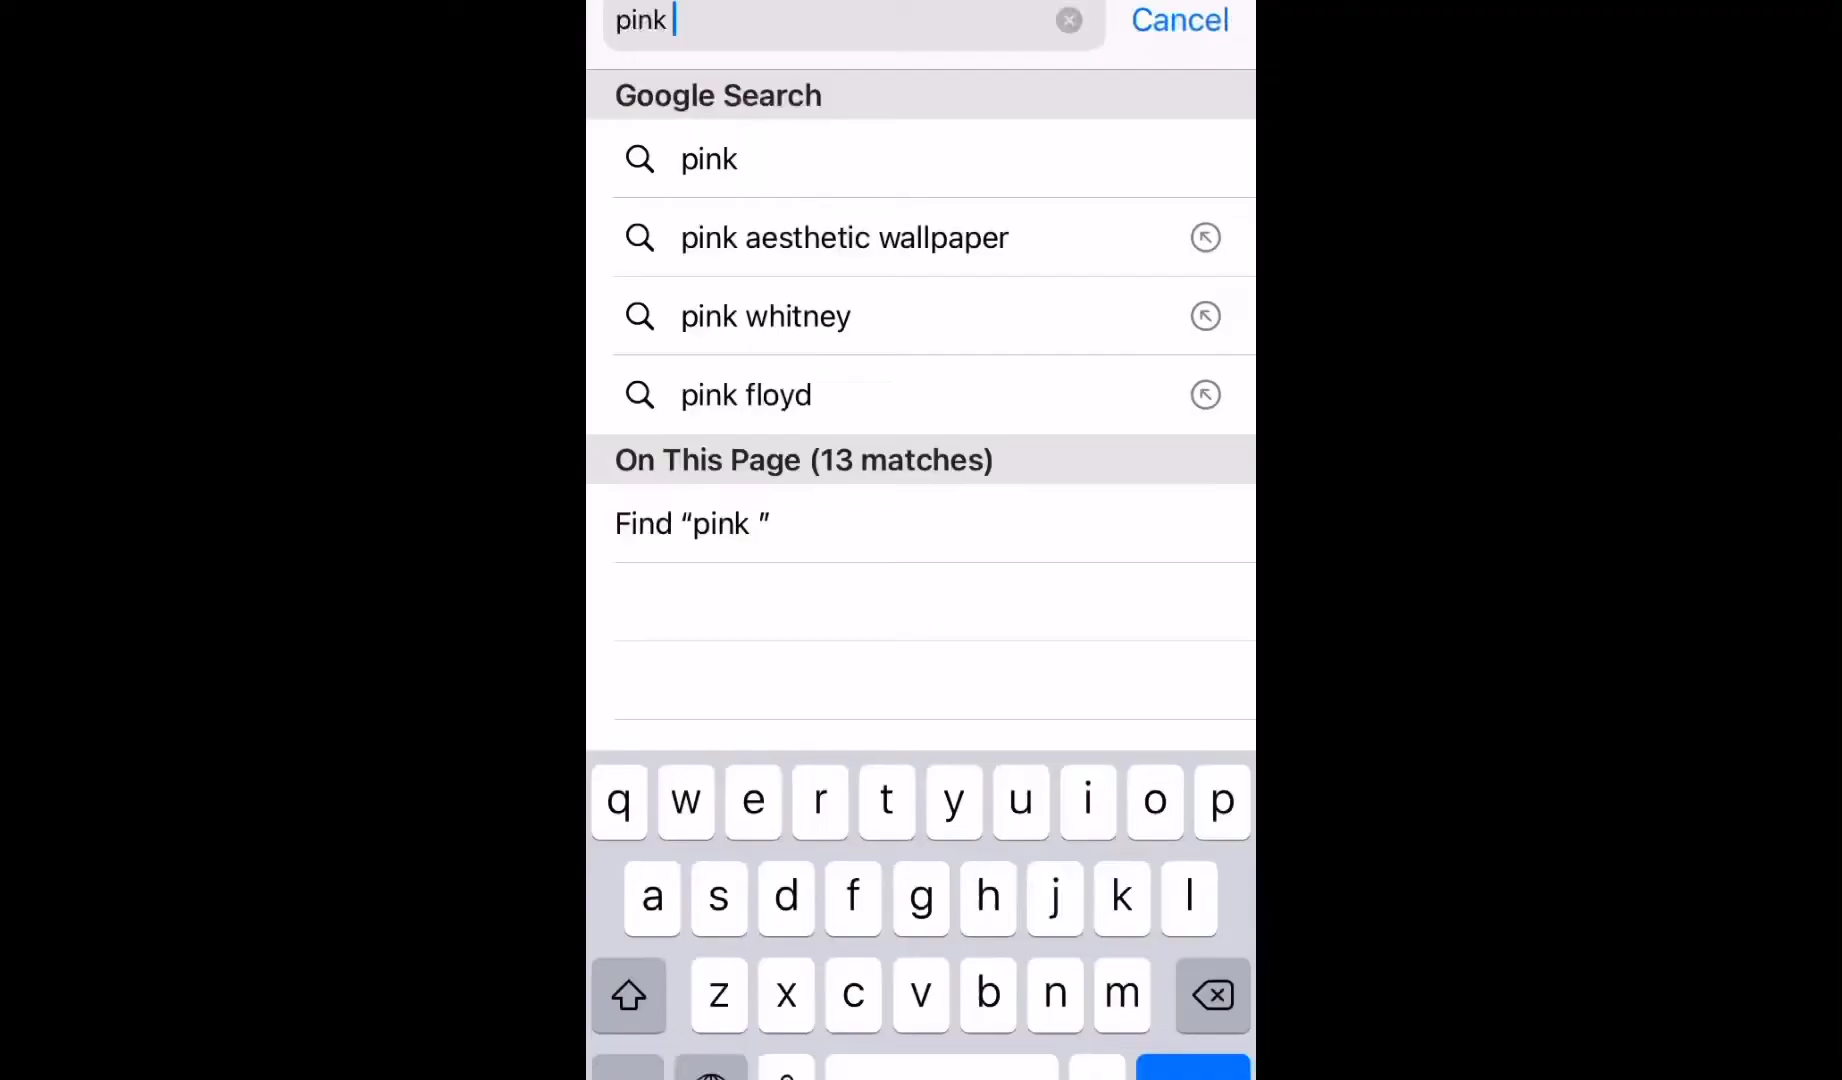 pink
Cancel
Google Search
pink
pink aesthetic wallpaper
pink whitney
pink floyd
On This Page (13 matches)
Find “pink ”
q w e r t y u i o p
a s d f g h j k l
z x c v b n m